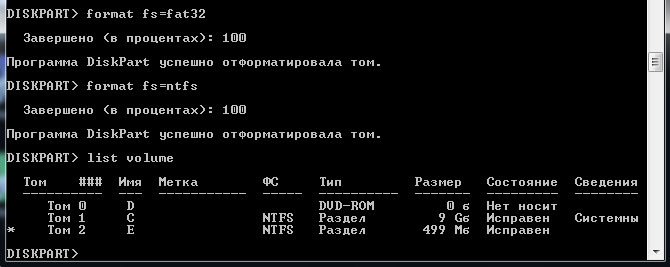 DISKPART> format fs=fat32
Завершено (в процентах): 100
Программа DiskPart успешно отформатировала том.
DISKPART> format fs=ntfs
Завершено (в процентах): 100
Программа DiskPart успешно отформатировала том.
DISKPART> list volume
Том ### Имя Метка ФС Тип Размер Состояние Сведения
Том 0 D DVD-ROM 0 б Нет носит
Том 1 C NTFS Раздел 9 Gб Исправен Системны
* Том 2 E NTFS Раздел 499 Mб Исправен
DISKPART>